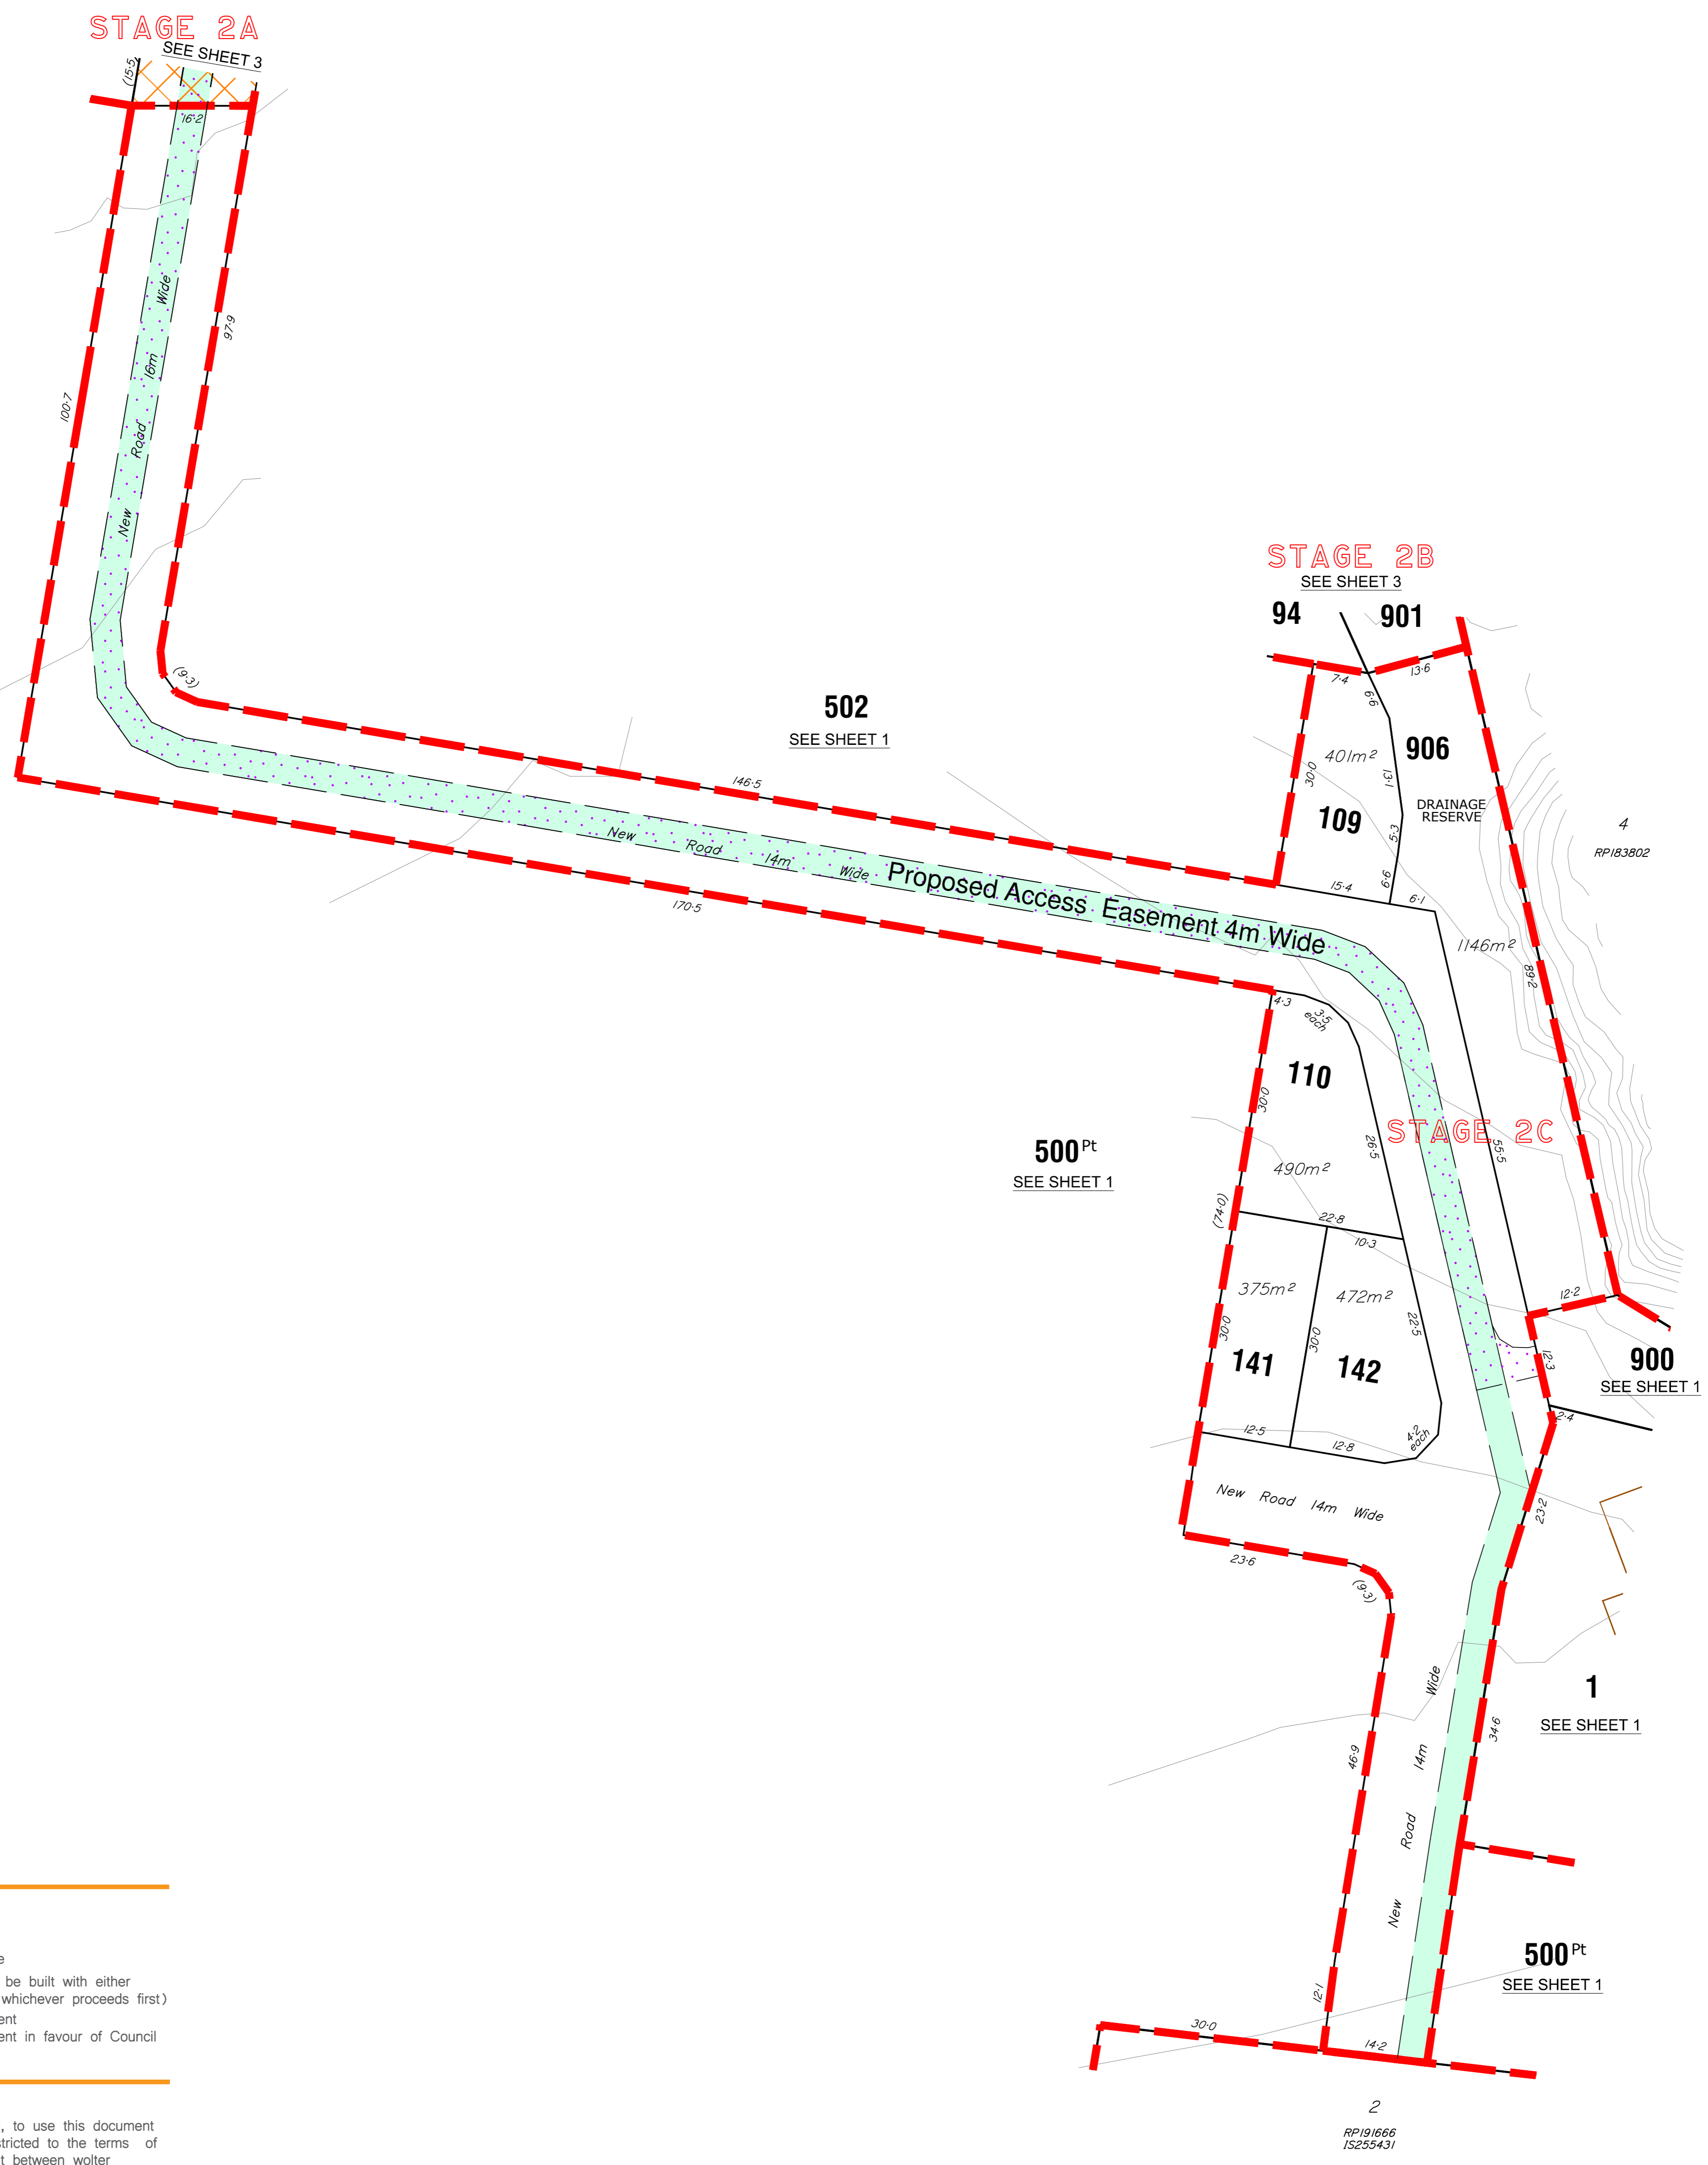 STAGE 2A
SEE SHEET 3
(15·5)
16·2
97·9
100·7
New Road 16m Wide
(9·3)
STAGE 2B
SEE SHEET 3
94
901
7·4
13·6
6·6
502
SEE SHEET 1
401m²
906
30·0
13·1
146·5
DRAINAGE
RESERVE
109
5·3
4
RP183802
New Road 14m Wide
Proposed Access Easement 4m Wide
170·5
15·4
6·6
6·1
1146m²
89·2
4·3
3·5
each
110
30·0
STAGE 2C
26·5
55·5
500 Pt
SEE SHEET 1
490m²
(74·0)
22·8
10·3
375m²
472m²
12·2
30·0
30·0
22·5
141
142
12·3
900
SEE SHEET 1
2·4
12·5
12·8
4·2
each
New Road 14m Wide
23·2
23·6
(9·3)
1
SEE SHEET 1
New Road 14m Wide
34·6
46·9
500 Pt
SEE SHEET 1
12·1
30·0
14·2
2
RP191666
IS255431
be built with either
whichever proceeds first)
in favour of Council
, to use this document
to the terms of
between wolter